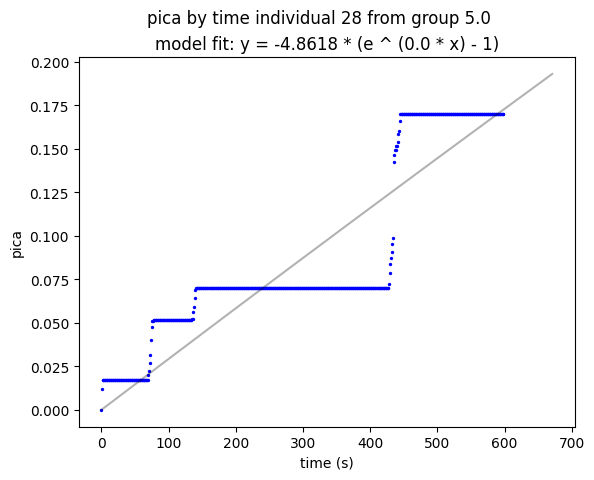 pica by time individual 28 from group 5.0
model fit: y = -4.8618 * (e ^ (0.0 * x) - 1)
0.200
0.175
0.150
0.125
0.100
0.075
0.050
0.025
0.000
pica
0 100 200 300 400 500 600 700
time (s)